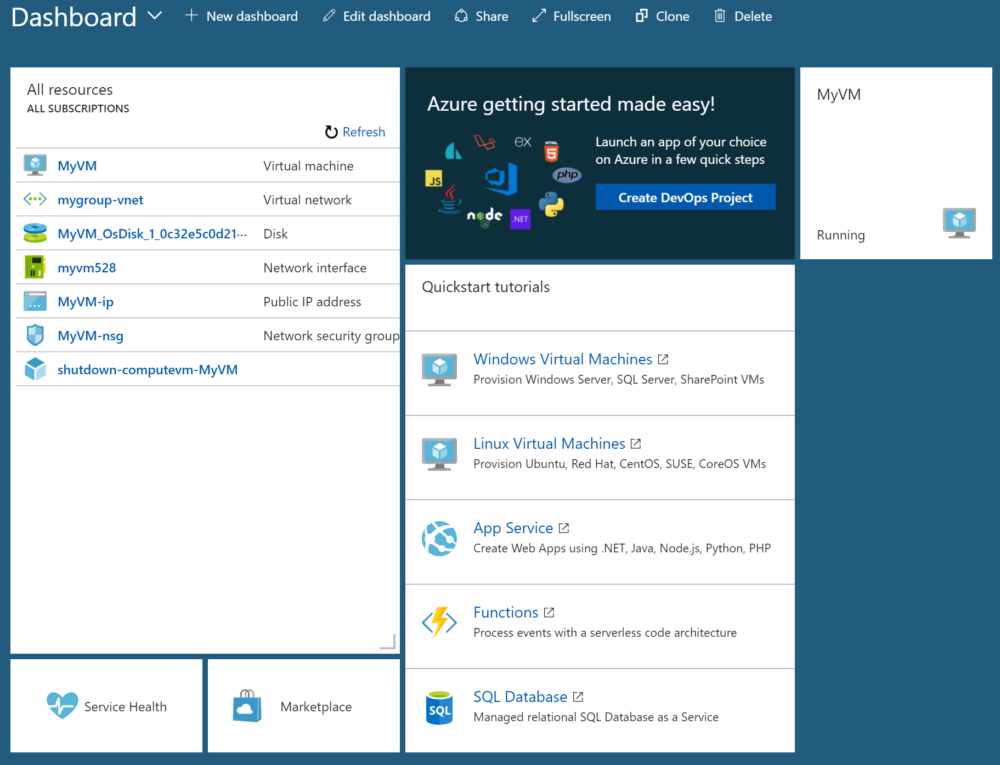 Dashboard
New dashboard
Edit dashboard
Share
Fullscreen
Clone
Delete
All resources
ALL SUBSCRIPTIONS
Refresh
MyVM Virtual machine
mygroup-vnet Virtual network
MyVM_OsDisk_1_0c32e5c0d21··· Disk
myvm528 Network interface
MyVM-ip Public IP address
MyVM-nsg Network security group
shutdown-computevm-MyVM
Service Health
Marketplace
Azure getting started made easy!
ex
HTML
5
JS
php
node
JS
.NET
Launch an app of your choice
on Azure in a few quick steps
Create DevOps Project
Quickstart tutorials
Windows Virtual Machines
Provision Windows Server, SQL Server, SharePoint VMs
Linux Virtual Machines
Provision Ubuntu, Red Hat, CentOS, SUSE, CoreOS VMs
App Service
Create Web Apps using .NET, Java, Node.js, Python, PHP
Functions
Process events with a serverless code architecture
SQL
SQL Database
Managed relational SQL Database as a Service
MyVM
Running